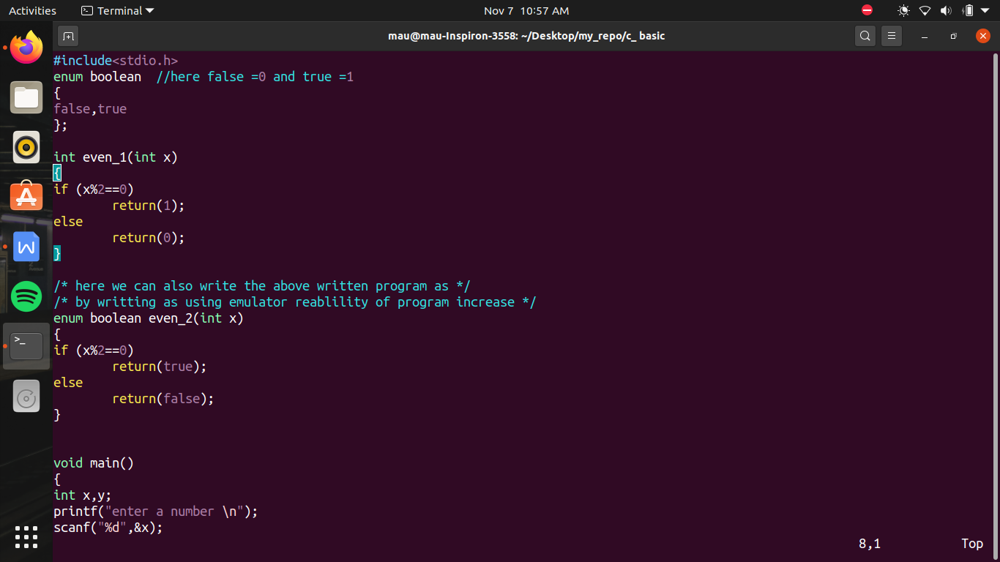 Activities Terminal Nov 7 10:57 AM
mau@mau-Inspiron-3558: ~/Desktop/my_repo/c_ basic
#include<stdio.h>
enum boolean  //here false =0 and true =1
{
false,true
};
int even_1(int x)
{
if (x%2==0)
        return(1);
else
        return(0);
}
/* here we can also write the above written program as */
/* by writting as using emulator reablility of program increase */
enum boolean even_2(int x)
{
if (x%2==0)
        return(true);
else
        return(false);
}
void main()
{
int x,y;
printf("enter a number \n");
scanf("%d",&x);
8,1 Top